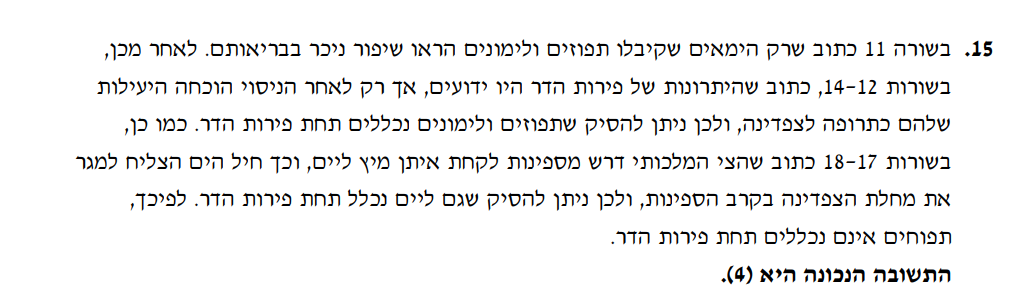 15. בשורה 11 כתוב שרק הימאים שקיבלו תפוזים ולימונים הראו שיפור ניכר בבריאותם. לאחר מכן,
בשורות 12–14, כתוב שהיתרונות של פירות הדר היו ידועים, אך רק לאחר הניסוי הוכחה היעילות
שלהם כתרופה לצפדינה, ולכן ניתן להסיק שתפוזים ולימונים נכללים תחת פירות הדר. כמו כן,
בשורות 17–18 כתוב שהצי המלכותי דרש מספינות לקחת איתן מיץ ליים, וכך חיל הים הצליח למגר
את מחלת הצפדינה בקרב הספינות, ולכן ניתן להסיק שגם ליים נכלל תחת פירות הדר. לפיכך,
תפוחים אינם נכללים תחת פירות הדר.
התשובה הנכונה היא (4).